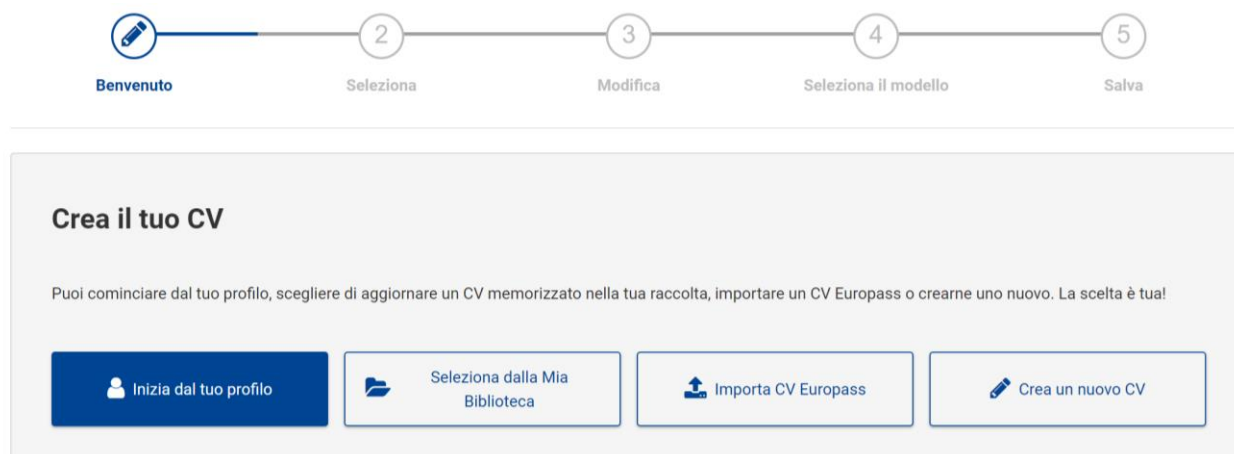 2
3
4
5
Benvenuto
Seleziona
Modifica
Seleziona il modello
Salva
Crea il tuo CV
Puoi cominciare dal tuo profilo, scegliere di aggiornare un CV memorizzato nella tua raccolta, importare un CV Europass o crearne uno nuovo. La scelta è tua!
Inizia dal tuo profilo
Seleziona dalla Mia
Biblioteca
Importa CV Europass
Crea un nuovo CV